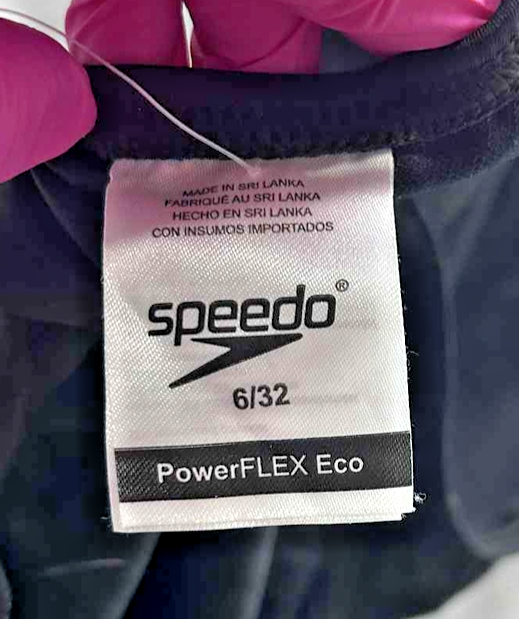 MADE IN SRI LANKA
FABRIQUÉ AU SRI LANKA
HECHO EN SRI LANKA
CON INSUMOS IMPORTADOS
speedo®
6/32
PowerFLEX Eco